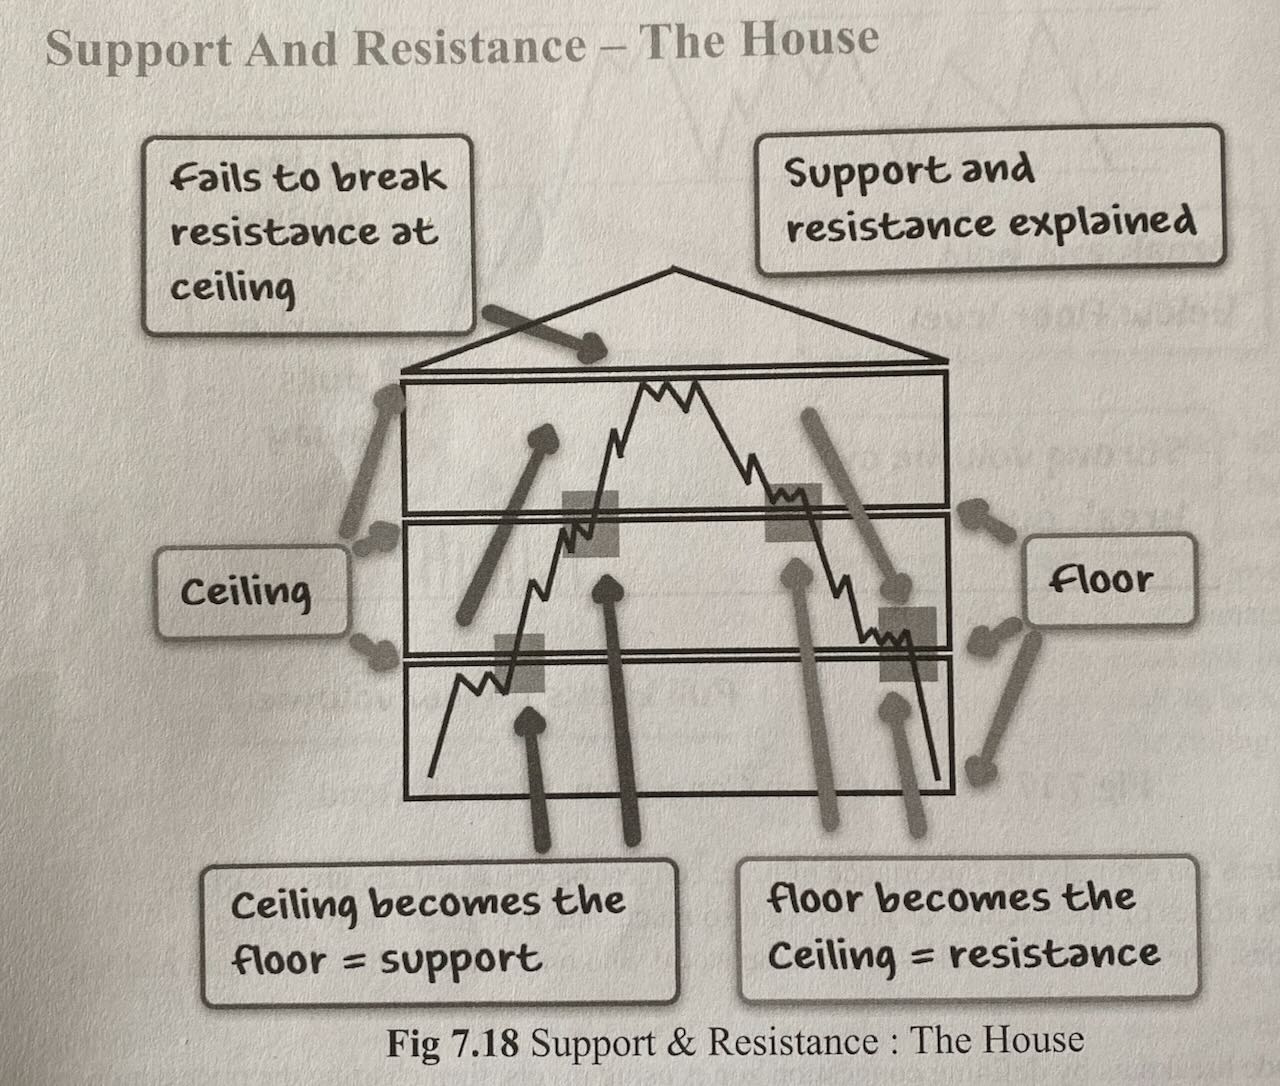 Support And Resistance – The House
Fails to break
resistance at
ceiling
Support and
resistance explained
Ceiling
floor
Ceiling becomes the
floor = support
floor becomes the
Ceiling = resistance
Fig 7.18 Support & Resistance : The House